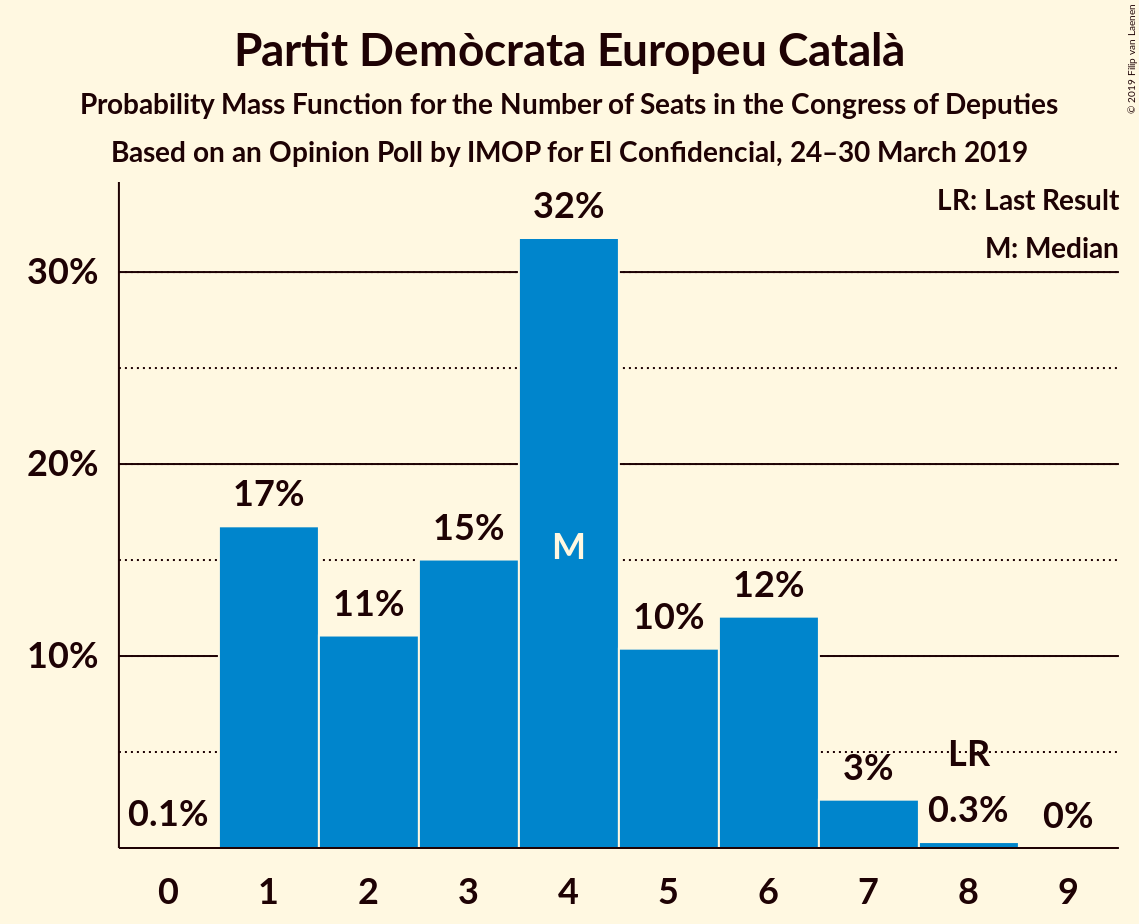 Partit Demòcrata Europeu Català
Probability Mass Function for the Number of Seats in the Congress of Deputies
Based on an Opinion Poll by IMOP for El Confidencial, 24–30 March 2019
© 2019 Filip van Laenen
LR: Last Result
M: Median
32%
30%
20%
17%
15%
M
12%
11%
10%
10%
LR
3%
0.1%
0.3%
0%
0 1 2 3 4 5 6 7 8 9